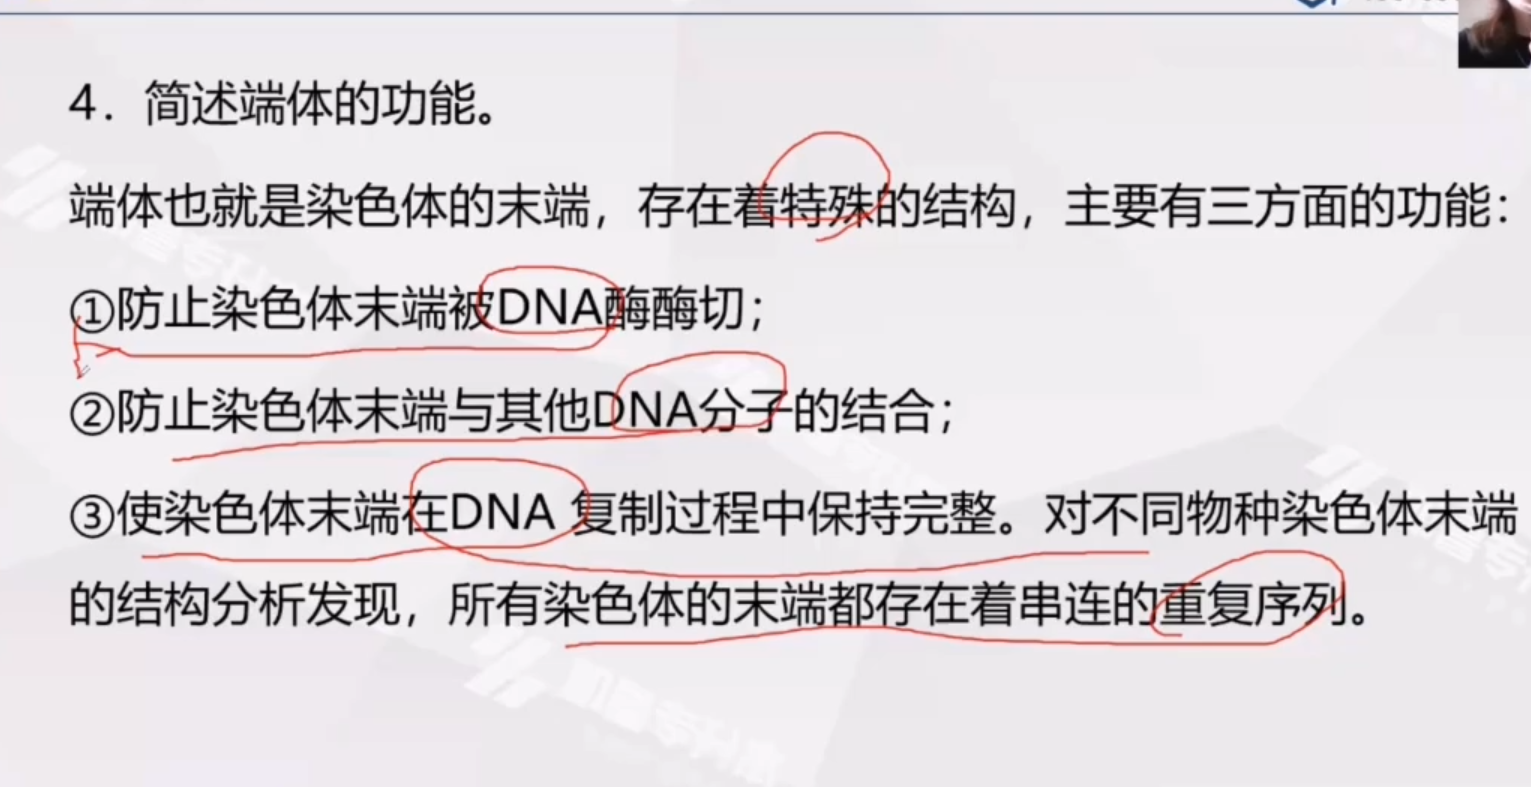 4．简述端体的功能。
端体也就是染色体的末端，存在着特殊的结构，主要有三方面的功能：
①防止染色体末端被DNA酶酶切；
②防止染色体末端与其他DNA分子的结合；
③使染色体末端在DNA 复制过程中保持完整。对不同物种染色体末端
的结构分析发现，所有染色体的末端都存在着串连的重复序列。